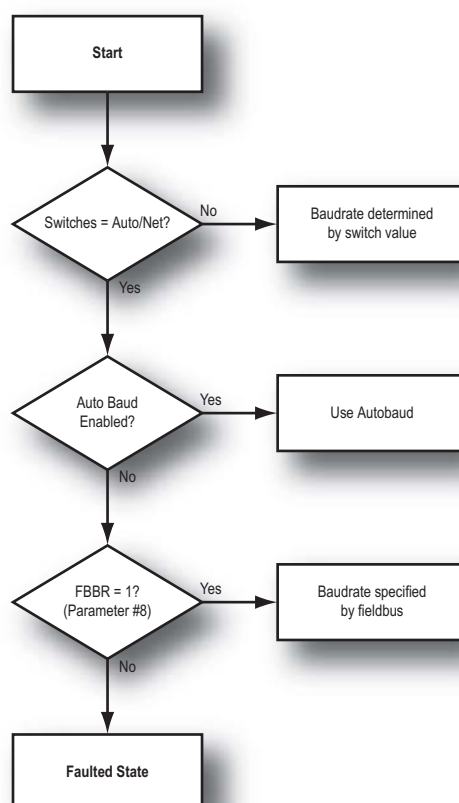 Start
Switches = Auto/Net?
No
Baudrate determined
by switch value
Yes
Auto Baud
Enabled?
Yes
Use Autobaud
No
FBBR = 1?
(Parameter #8)
Yes
Baudrate specified
by fieldbus
No
Faulted State